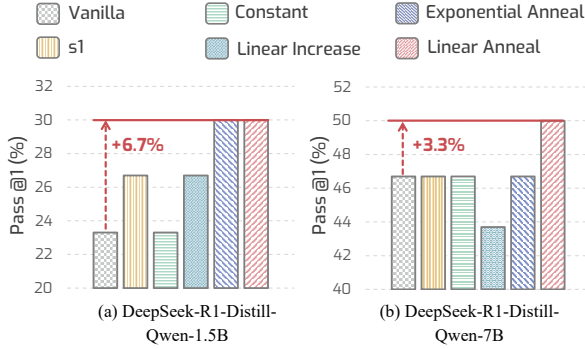 Vanilla Constant Exponential Anneal
s1 Linear Increase Linear Anneal
Pass @1 (%)
32
30
28
26
24
22
20
+6.7%
(a) DeepSeek-R1-Distill-
Qwen-1.5B
Pass @1 (%)
52
50
48
46
44
42
40
+3.3%
(b) DeepSeek-R1-Distill-
Qwen-7B